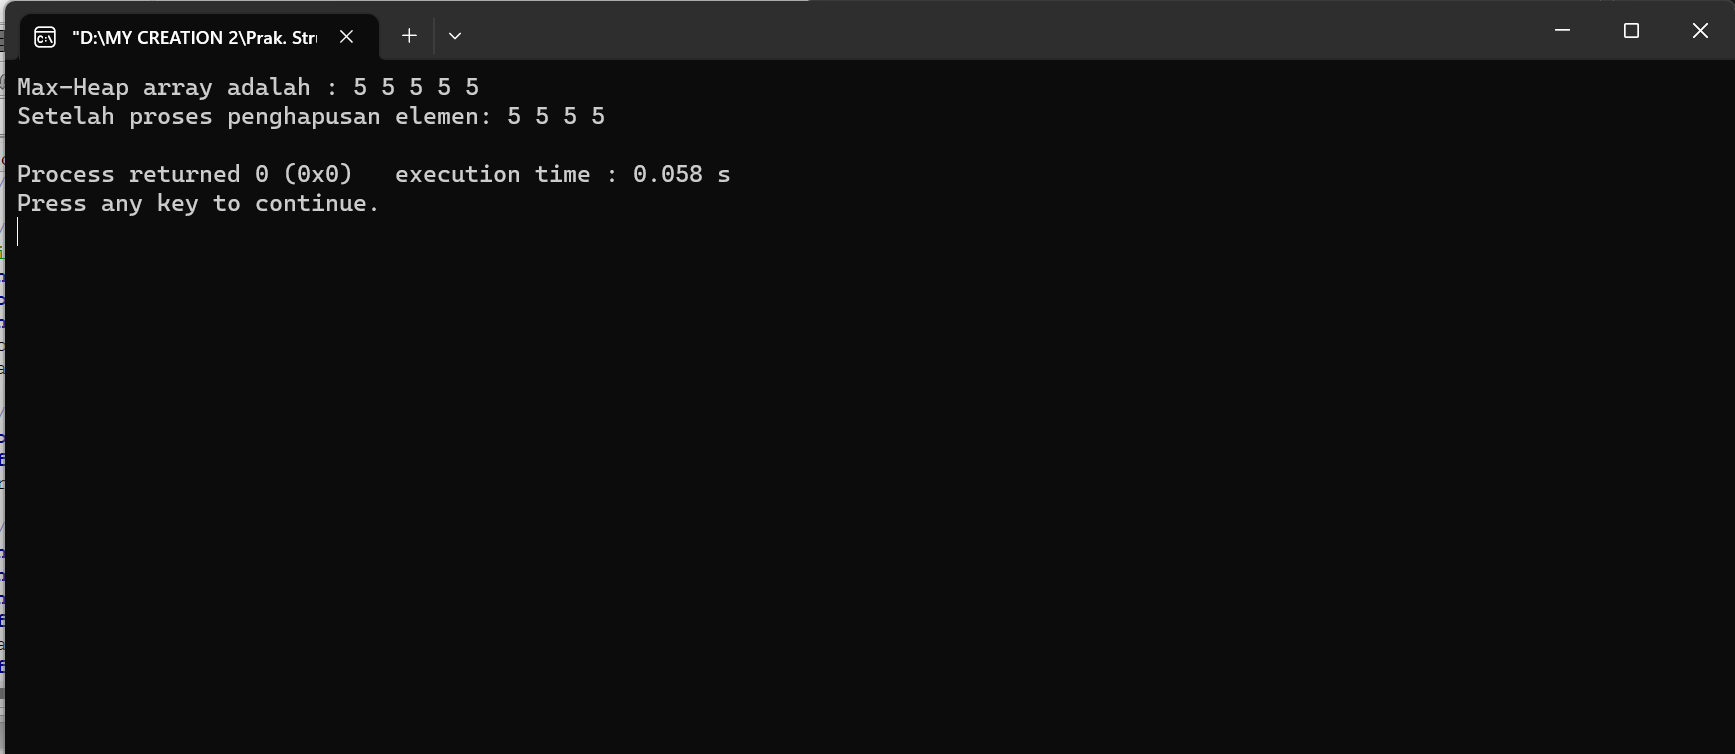 "D:\MY CREATION 2\Prak. Str
Max-Heap array adalah : 5 5 5 5 5
Setelah proses penghapusan elemen: 5 5 5 5
Process returned 0 (0x0)   execution time : 0.058 s
Press any key to continue.